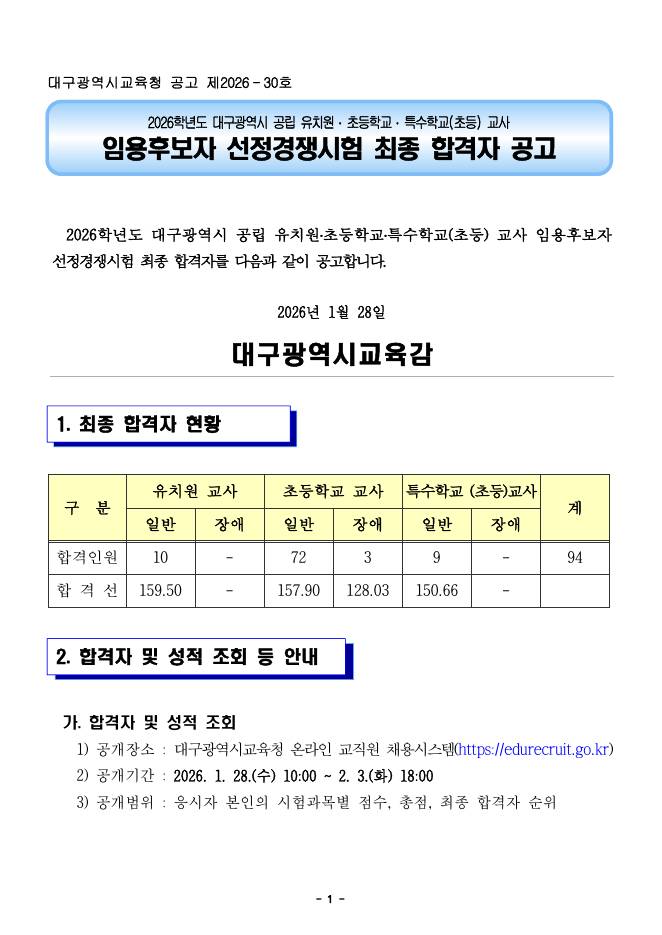 대구광역시교육청 공고 제2026-30호
2026학년도 대구광역시 공립 유치원·초등학교·특수학교(초등) 교사
임용후보자 선정경쟁시험 최종 합격자 공고
2026학년도 대구광역시 공립 유치원·초등학교·특수학교(초등) 교사 임용후보자
선정경쟁시험 최종 합격자를 다음과 같이 공고합니다.
2026년 1월 28일
대구광역시교육감
1. 최종 합격자 현황
구 분 유치원 교사 초등학교 교사 특수학교 (초등)교사 계
일반 장애 일반 장애 일반 장애
합격인원 10 - 72 3 9 - 94
합 격 선 159.50 - 157.90 128.03 150.66 -
2. 합격자 및 성적 조회 등 안내
가. 합격자 및 성적 조회
1) 공개장소 : 대구광역시교육청 온라인 교직원 채용시스템(https://edurecruit.go.kr)
2) 공개기간 : 2026. 1. 28.(수) 10:00 ~ 2. 3.(화) 18:00
3) 공개범위 : 응시자 본인의 시험과목별 점수, 총점, 최종 합격자 순위
- 1 -